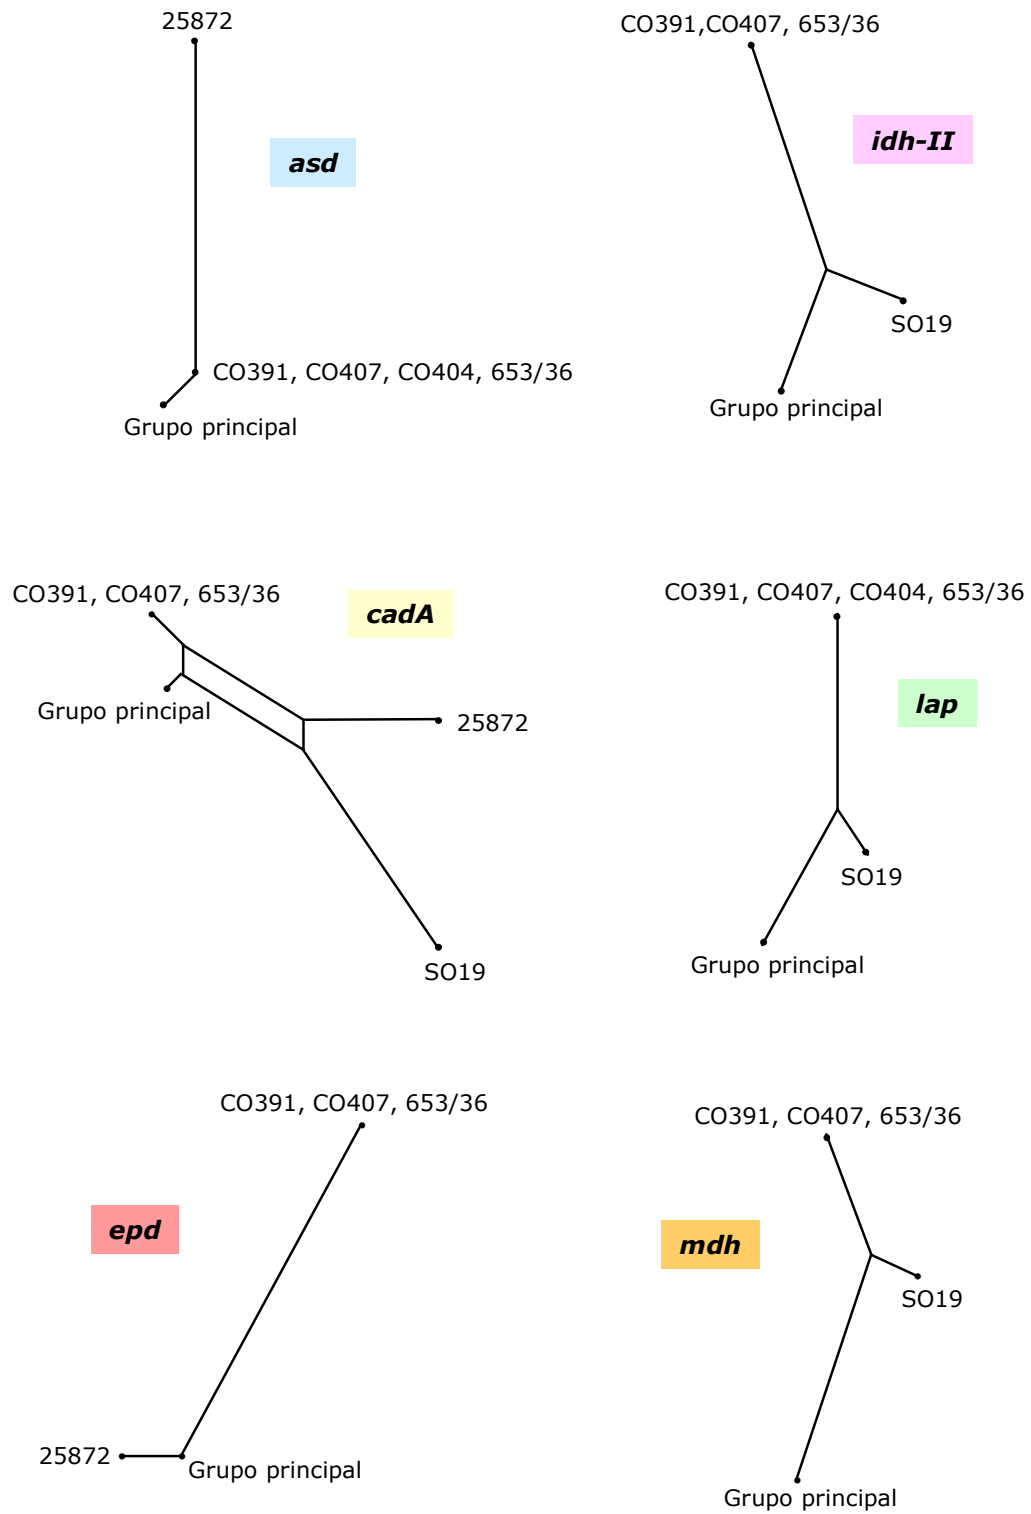 25872
asd
CO391, CO407, CO404, 653/36
Grupo principal
CO391,CO407, 653/36
idh-II
SO19
Grupo principal
CO391, CO407, 653/36
cadA
Grupo principal
25872
SO19
CO391, CO407, CO404, 653/36
lap
SO19
Grupo principal
CO391, CO407, 653/36
epd
25872
Grupo principal
CO391, CO407, 653/36
mdh
SO19
Grupo principal